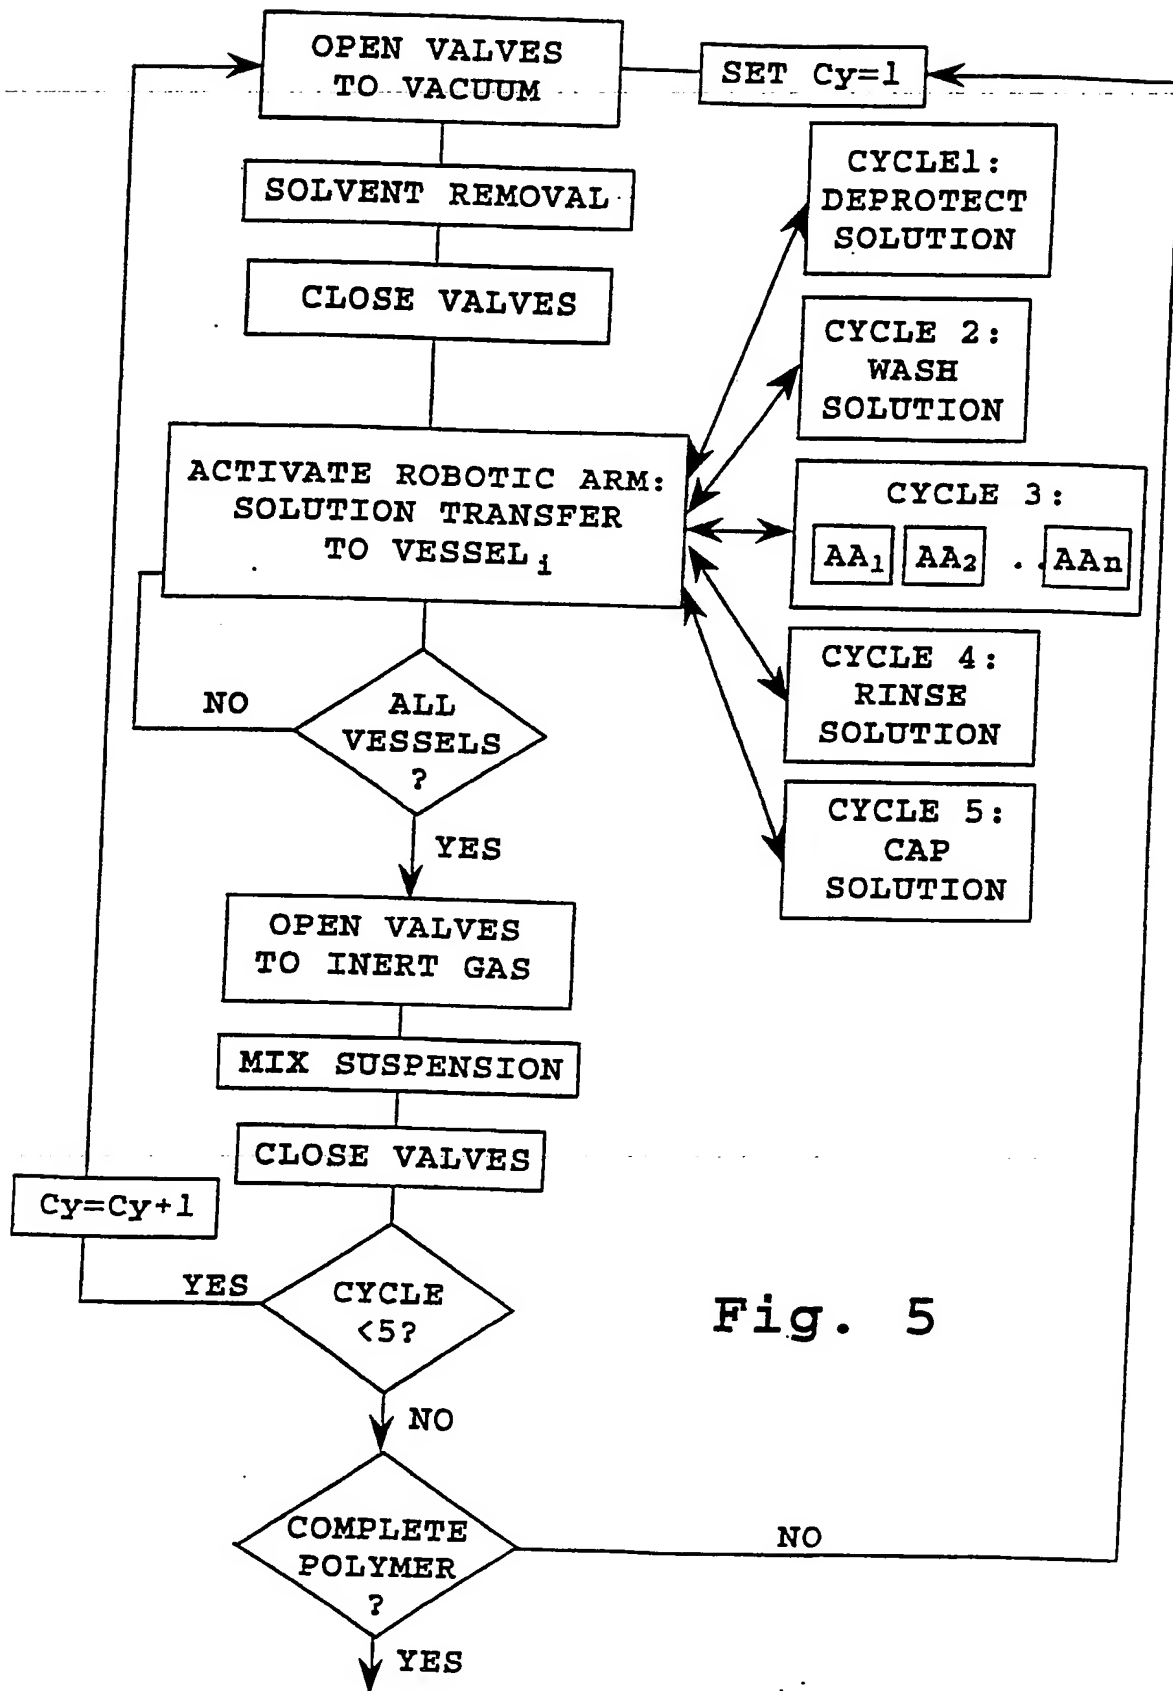 OPEN VALVES
TO VACUUM
SET Cy=1
SOLVENT REMOVAL
CLOSE VALVES
CYCLE1:
DEPROTECT
SOLUTION
CYCLE 2:
WASH
SOLUTION
ACTIVATE ROBOTIC ARM:
SOLUTION TRANSFER
TO VESSELi
CYCLE 3:
AA1 AA2 .. AAn
CYCLE 4:
RINSE
SOLUTION
CYCLE 5:
CAP
SOLUTION
NO
ALL
VESSELS
?
YES
OPEN VALVES
TO INERT GAS
MIX SUSPENSION
CLOSE VALVES
Cy=Cy+1
YES
CYCLE
<5?
NO
Fig. 5
COMPLETE
POLYMER
?
NO
YES